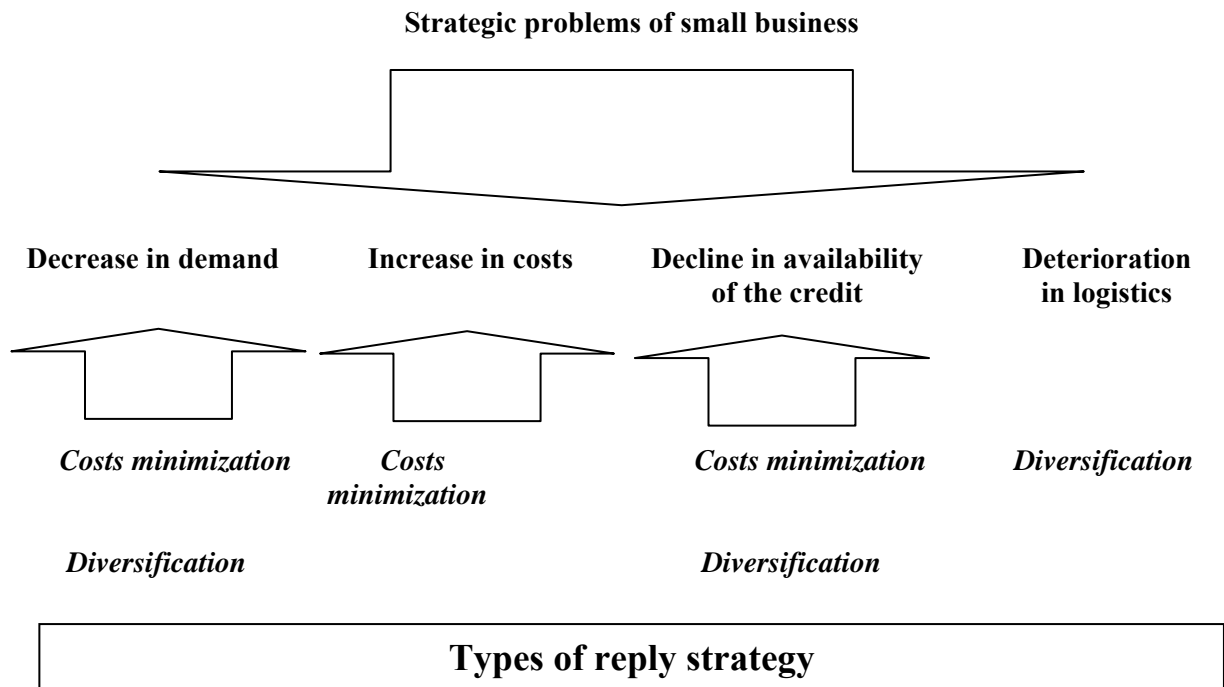 Strategic problems of small business
Decrease in demand
Increase in costs
Decline in availability
of the credit
Deterioration
in logistics
Costs minimization
Costs
minimization
Costs minimization
Diversification
Diversification
Diversification
Types of reply strategy